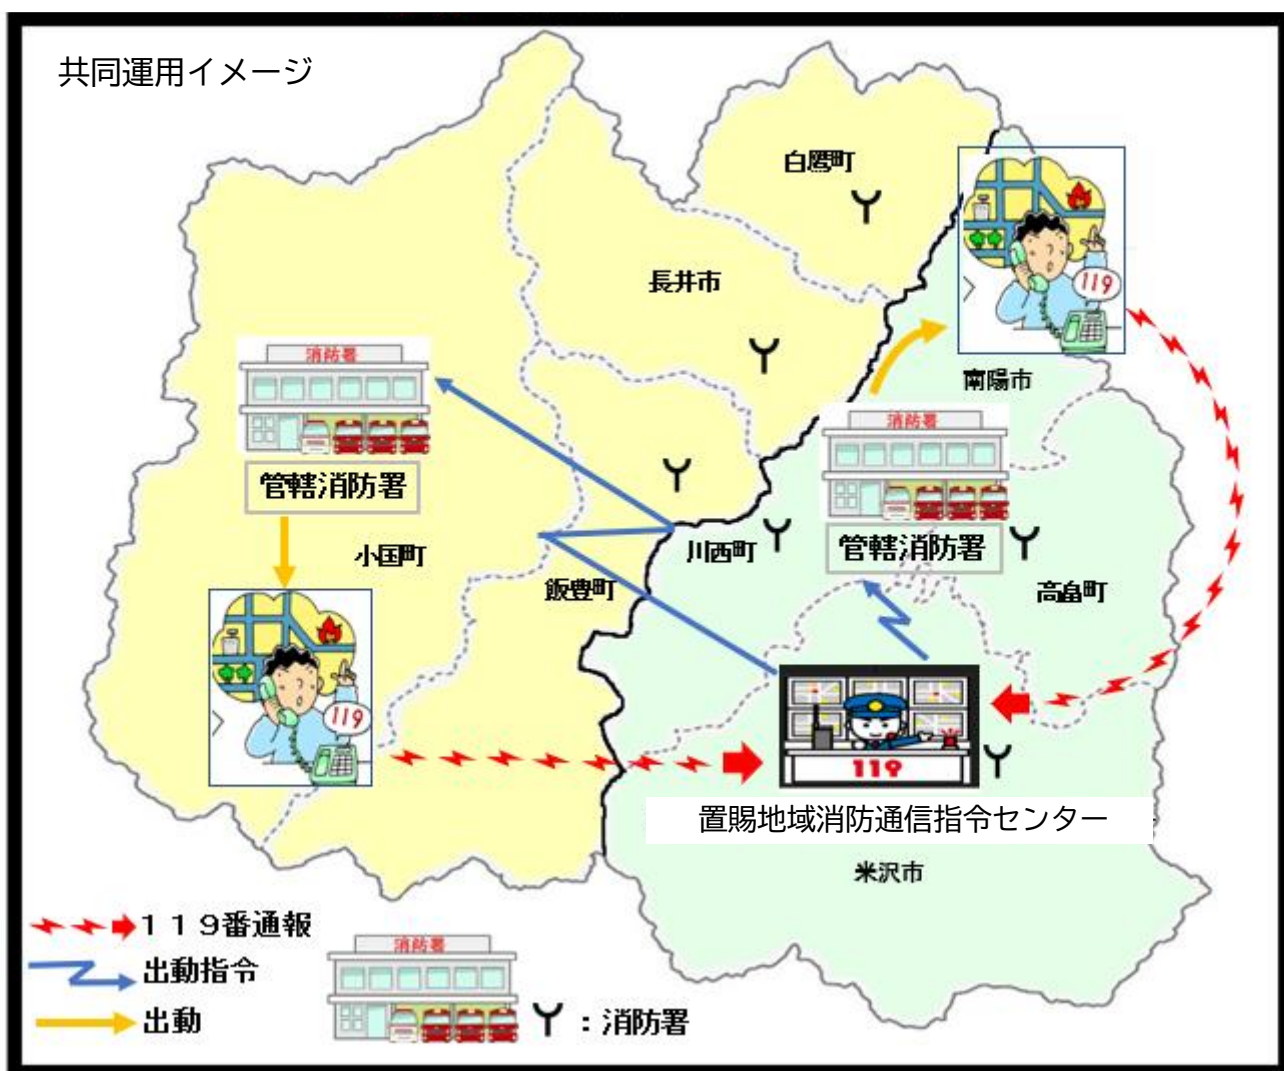 共同運用イメージ
白鷹町
長井市
119
南陽市
消防署
管轄消防署
消防署
管轄消防署
小国町
飯豊町
川西町
高畠町
119
119
置賜地域消防通信指令センター
米沢市
119番通報
出動指令
出動
消防署
:消防署